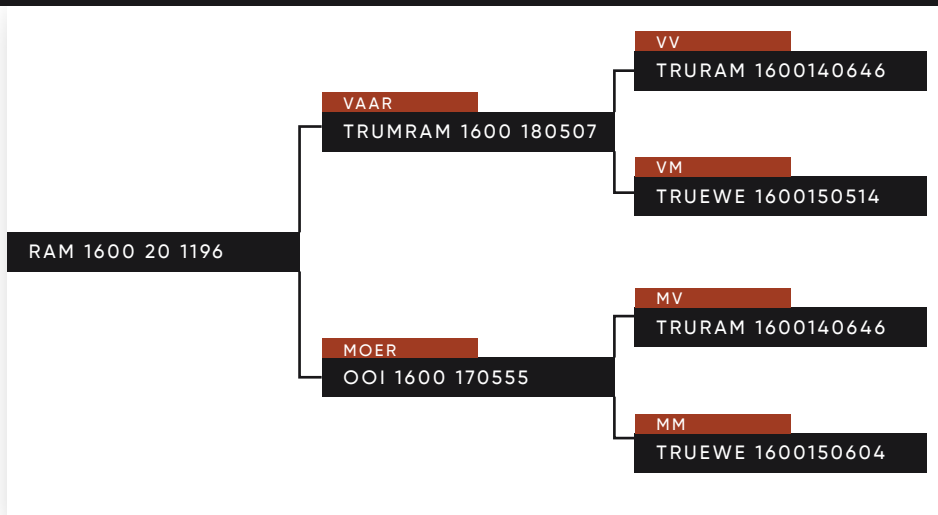 VV
TRURAM 1600140646
VAAR
TRUMRAM 1600 180507
VM
TRUEWE 1600150514
RAM 1600 20 1196
MV
TRURAM 1600140646
MOER
OOI 1600 170555
MM
TRUEWE 1600150604